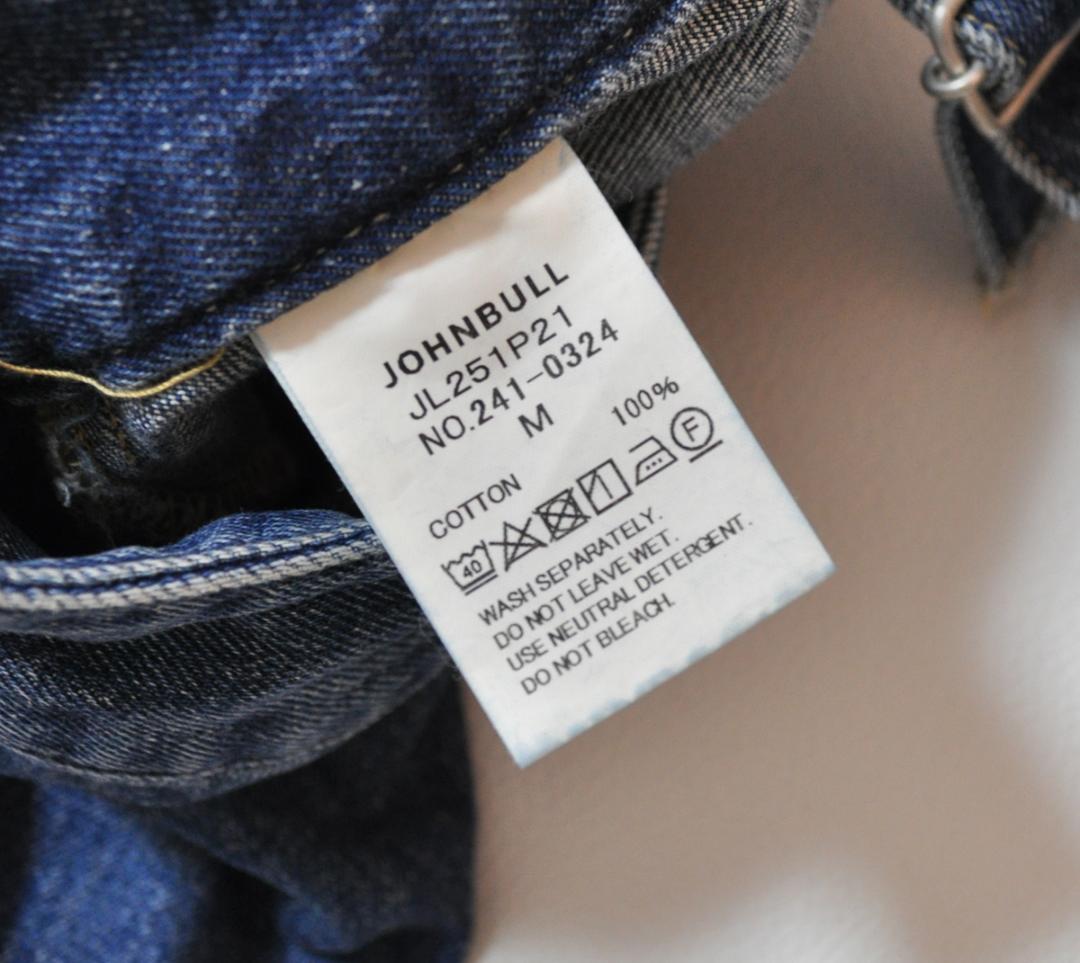 JOHNBULL
JL251P21
NO.241-0324
M
COTTON 100%
40 F
WASH SEPARATELY.
DO NOT LEAVE WET.
USE NEUTRAL DETERGENT.
DO NOT BLEACH.